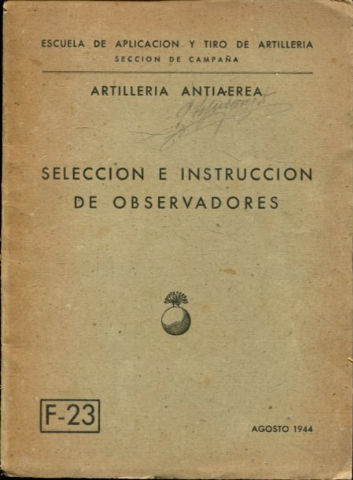 ESCUELA DE APLICACION Y TIRO DE ARTILLERIA
SECCION DE CAMPAÑA
ARTILLERIA ANTIAEREA
SELECCION E INSTRUCCION
DE OBSERVADORES
F-23
AGOSTO 1944